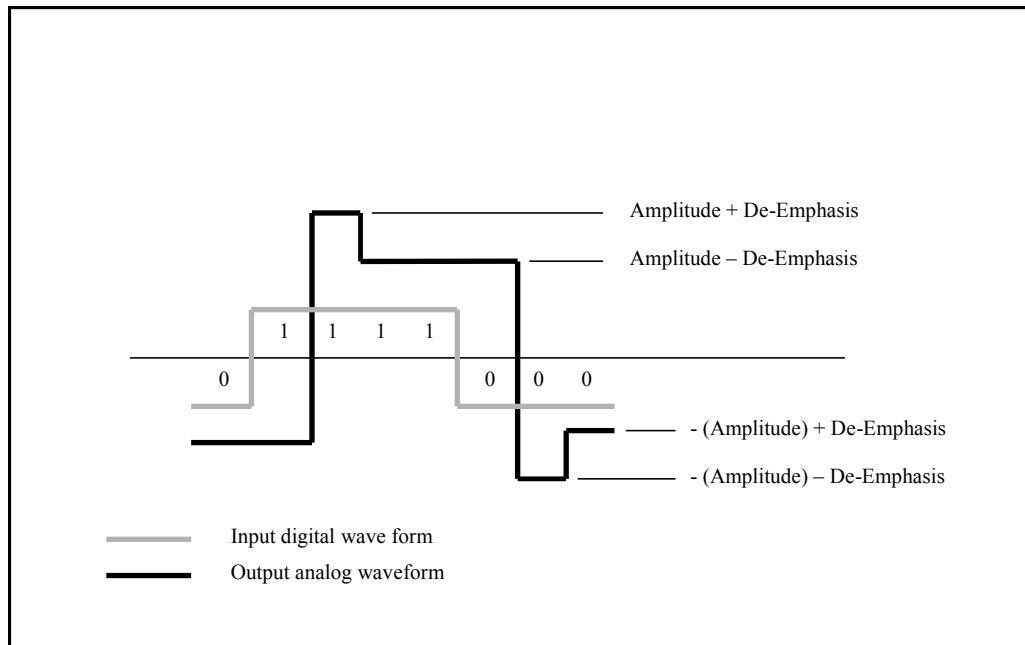 Amplitude + De-Emphasis
Amplitude – De-Emphasis
1 1 1 1
0 0 0 0
- (Amplitude) + De-Emphasis
- (Amplitude) – De-Emphasis
Input digital wave form
Output analog waveform